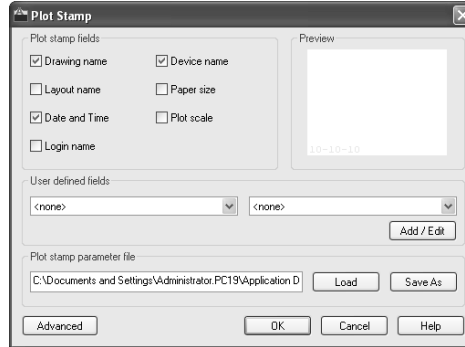 Plot Stamp
Plot stamp fields
Drawing name
Device name
Layout name
Paper size
Date and Time
Plot scale
Login name
Preview
10-10-10
User defined fields
<none>
<none>
Add / Edit
Plot stamp parameter file
C:\Documents and Settings\Administrator.PC19\Application D
Load
Save As
Advanced
OK
Cancel
Help